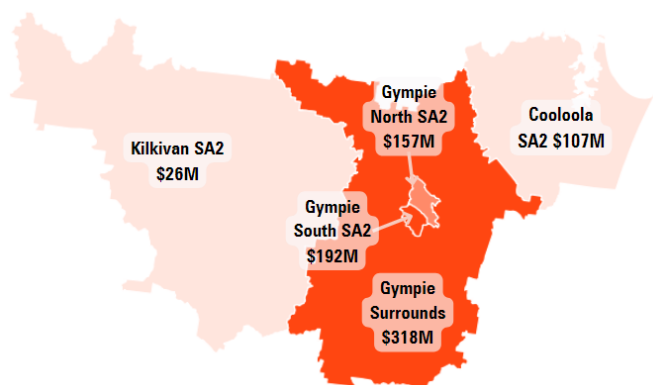 Gympie
North SA2
$157M
Cooloola
SA2 $107M
Kilkivan SA2
$26M
Gympie
South SA2
$192M
Gympie
Surrounds
$318M